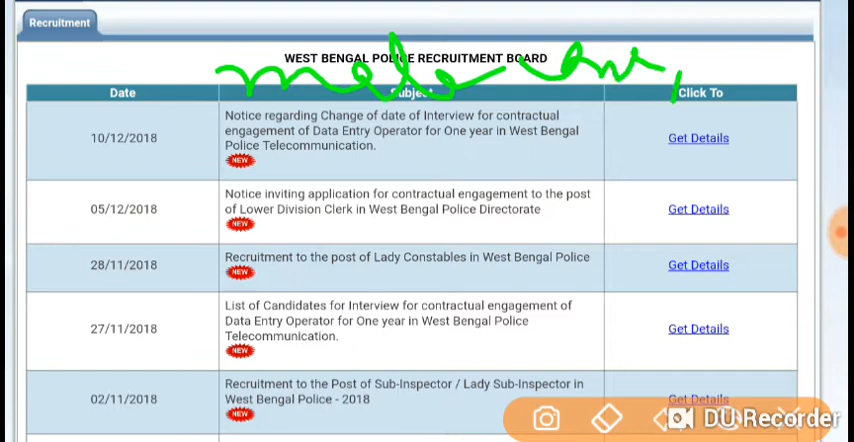 Recruitment
WEST BENGAL POLICE RECRUITMENT BOARD
Date Subject Click To
10/12/2018
Notice regarding Change of date of Interview for contractual
engagement of Data Entry Operator for One year in West Bengal
Police Telecommunication.
NEW
Get Details
05/12/2018
Notice inviting application for contractual engagement to the post
of Lower Division Clerk in West Bengal Police Directorate
NEW
Get Details
28/11/2018
Recruitment to the post of Lady Constables in West Bengal Police
NEW
Get Details
27/11/2018
List of Candidates for Interview for contractual engagement of
Data Entry Operator for One year in West Bengal Police
Telecommunication.
NEW
Get Details
02/11/2018
Recruitment to the Post of Sub-Inspector / Lady Sub-Inspector in
West Bengal Police - 2018
NEW
Get Details
DU Recorder